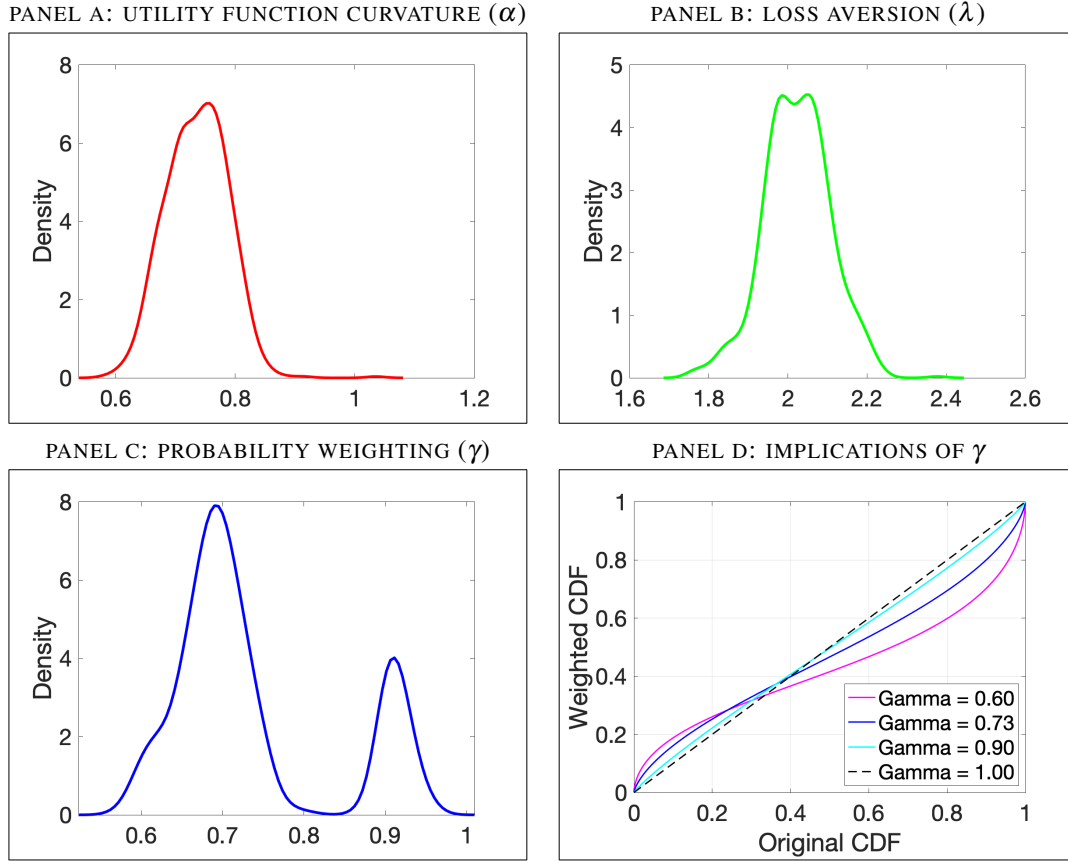 PANEL A: UTILITY FUNCTION CURVATURE (α)
8
6
4
2
0
Density
0.6 0.8 1 1.2
PANEL B: LOSS AVERSION (λ)
5
4
3
2
1
0
Density
1.6 1.8 2 2.2 2.4 2.6
PANEL C: PROBABILITY WEIGHTING (γ)
8
6
4
2
0
Density
0.6 0.7 0.8 0.9 1
PANEL D: IMPLICATIONS OF γ
1
0.8
0.6
0.4
0.2
0
Weighted CDF
Gamma = 0.60
Gamma = 0.73
Gamma = 0.90
Gamma = 1.00
0 0.2 0.4 0.6 0.8 1
Original CDF